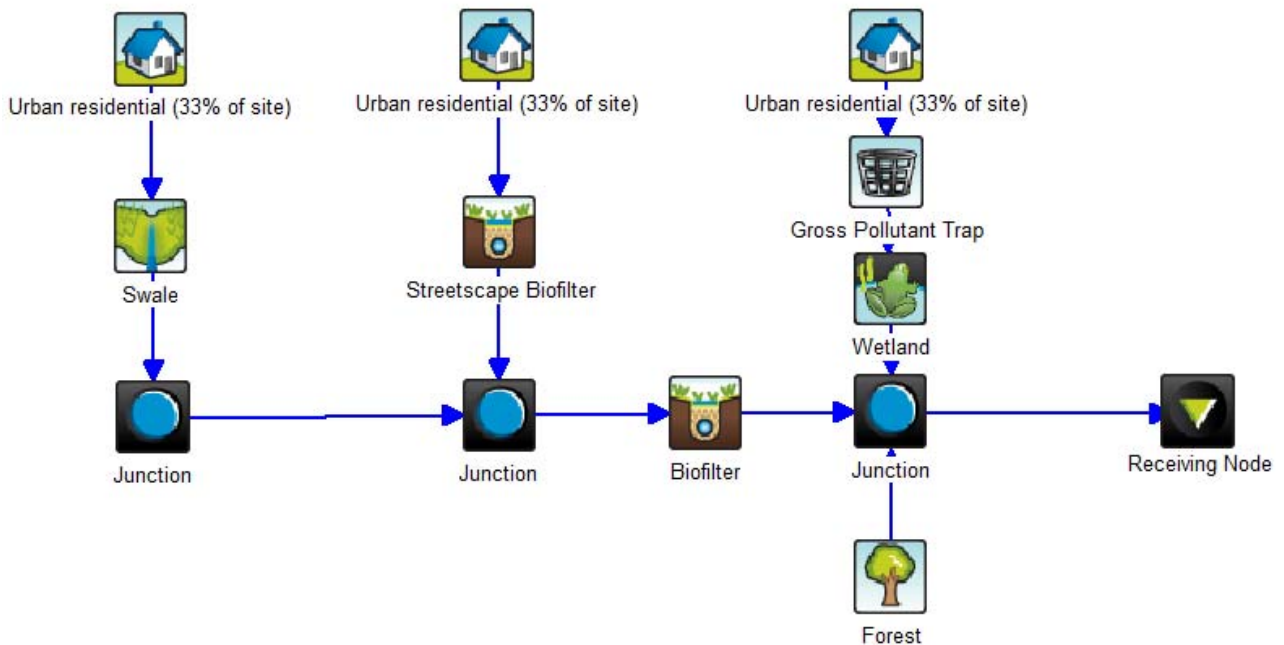 Urban residential (33% of site)
Urban residential (33% of site)
Urban residential (33% of site)
Gross Pollutant Trap
Swale
Streetscape Biofilter
Wetland
Junction
Junction
Biofilter
Junction
Receiving Node
Forest